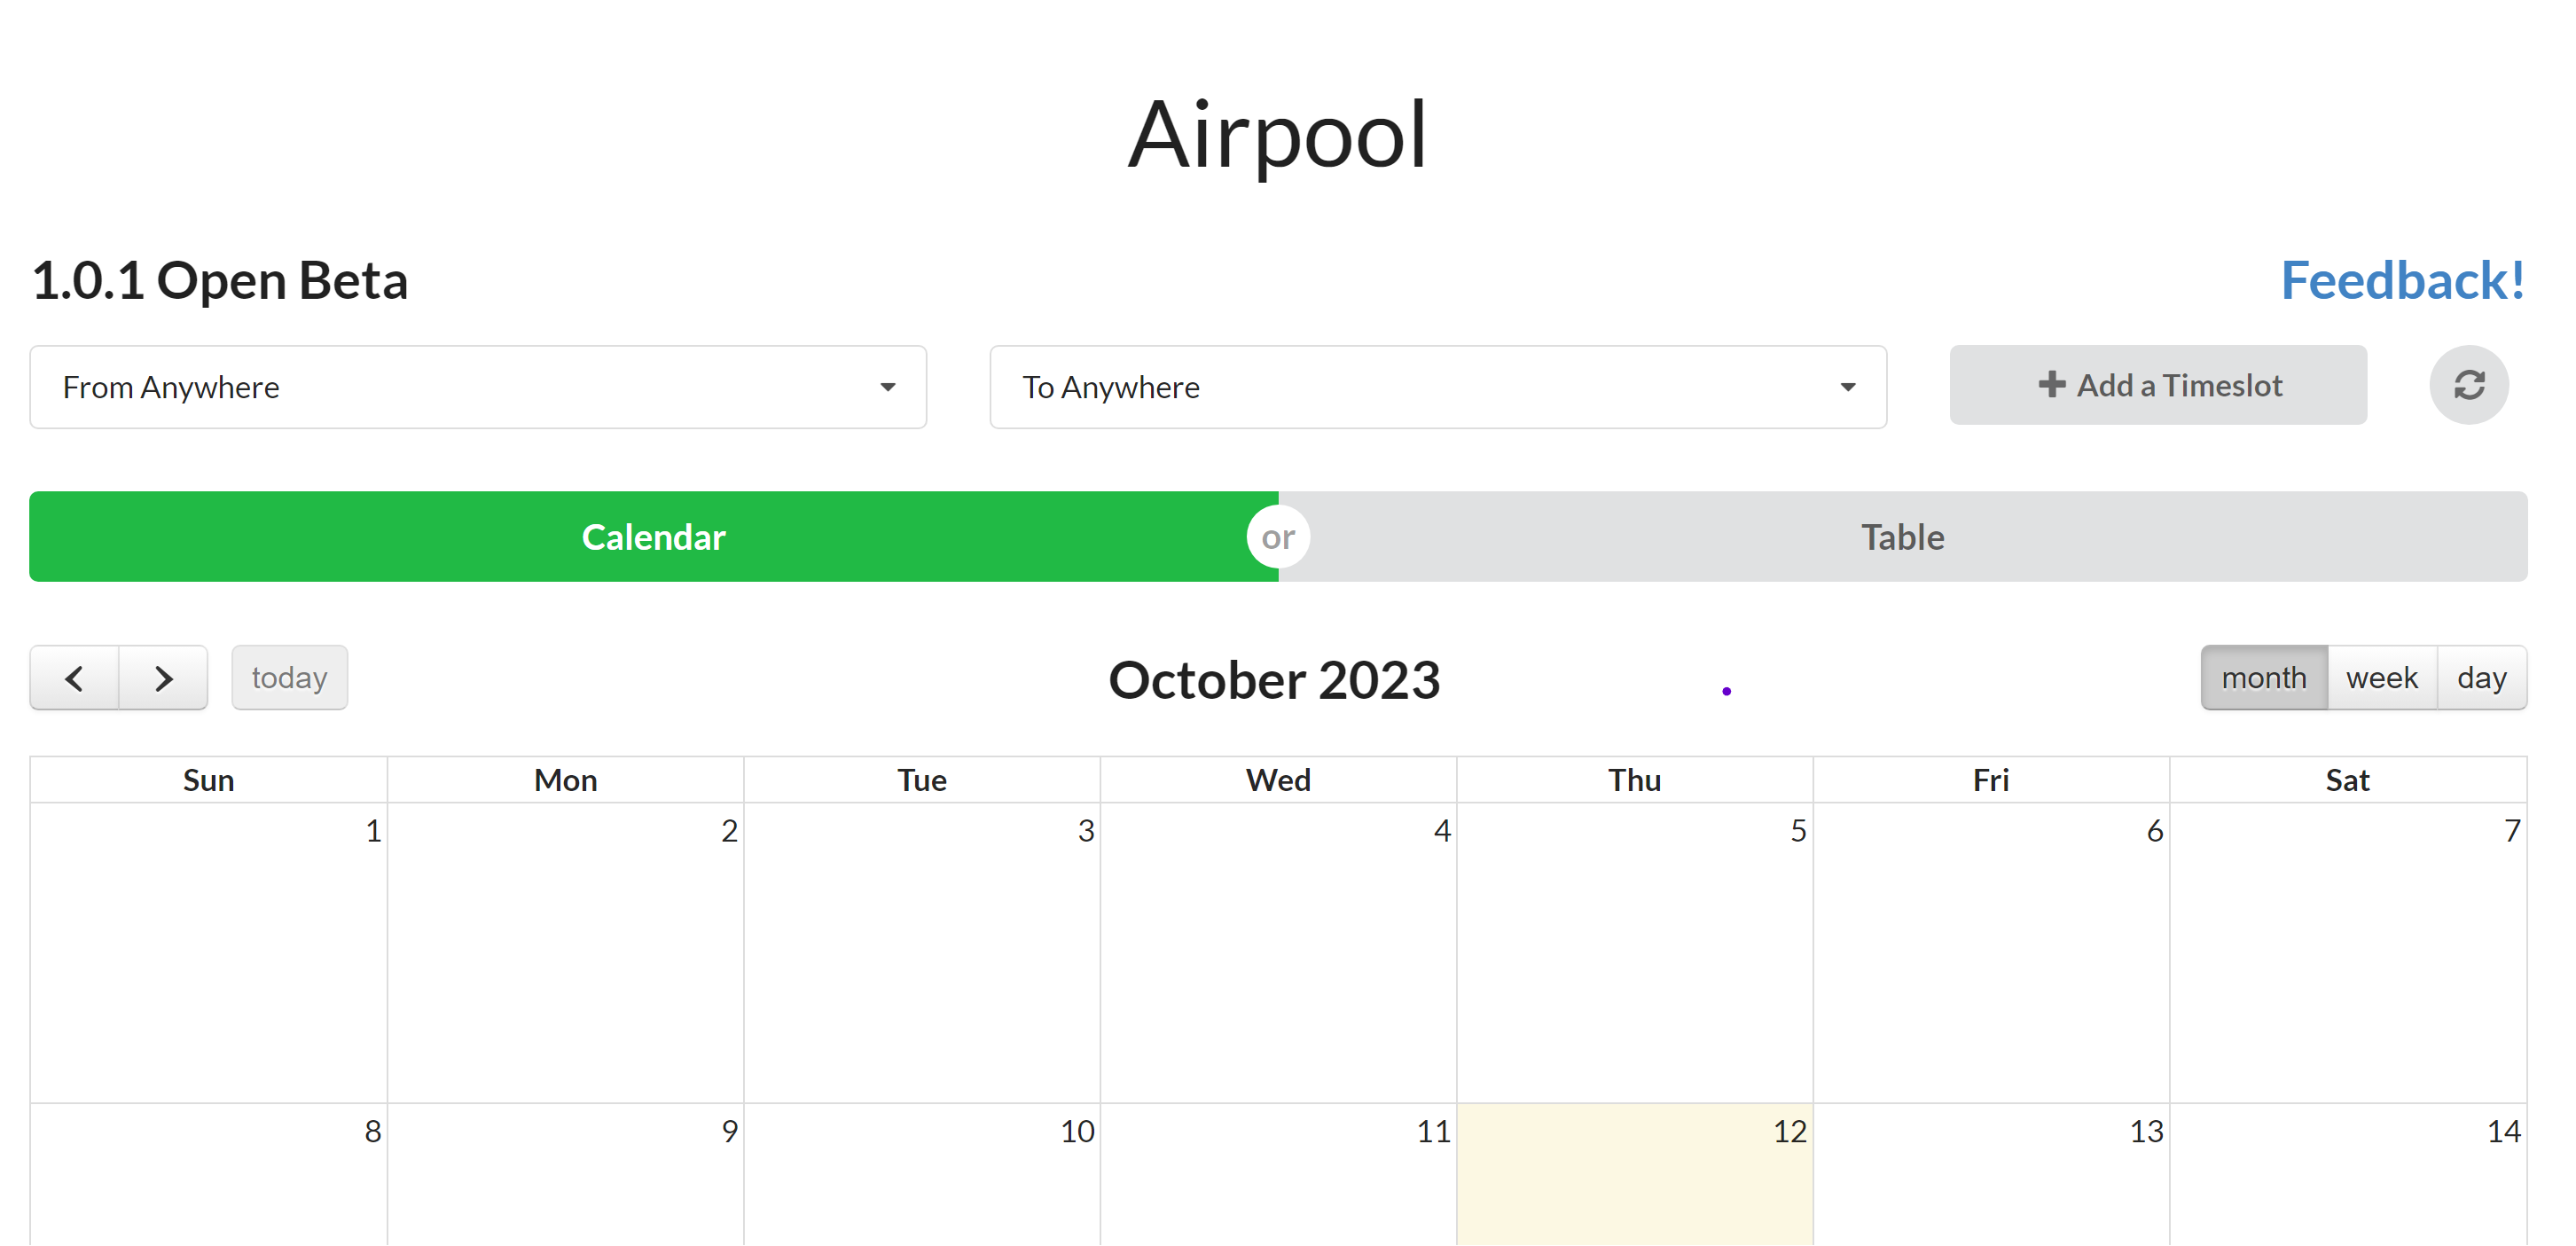 Airpool
1.0.1 Open Beta
Feedback!
From Anywhere
To Anywhere
Add a Timeslot
Calendar
or
Table
today
October 2023
month
week
day
Sun Mon Tue Wed Thu Fri Sat
1 2 3 4 5 6 7
8 9 10 11 12 13 14